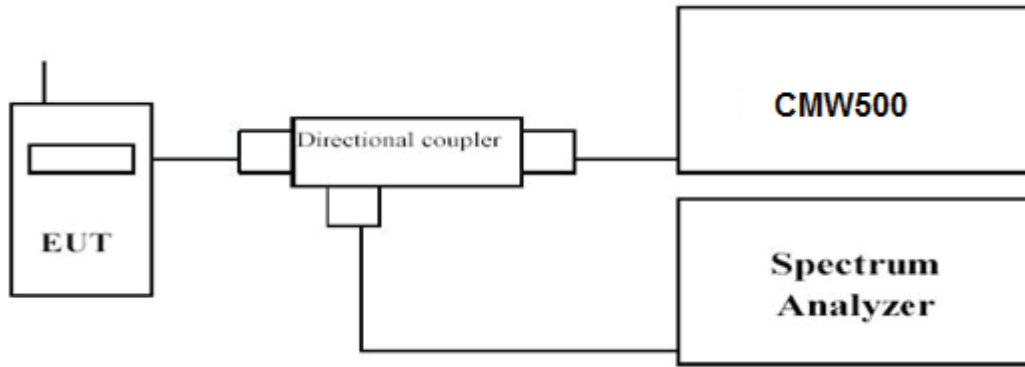 CMW500
Directional coupler
EUT
Spectrum
Analyzer